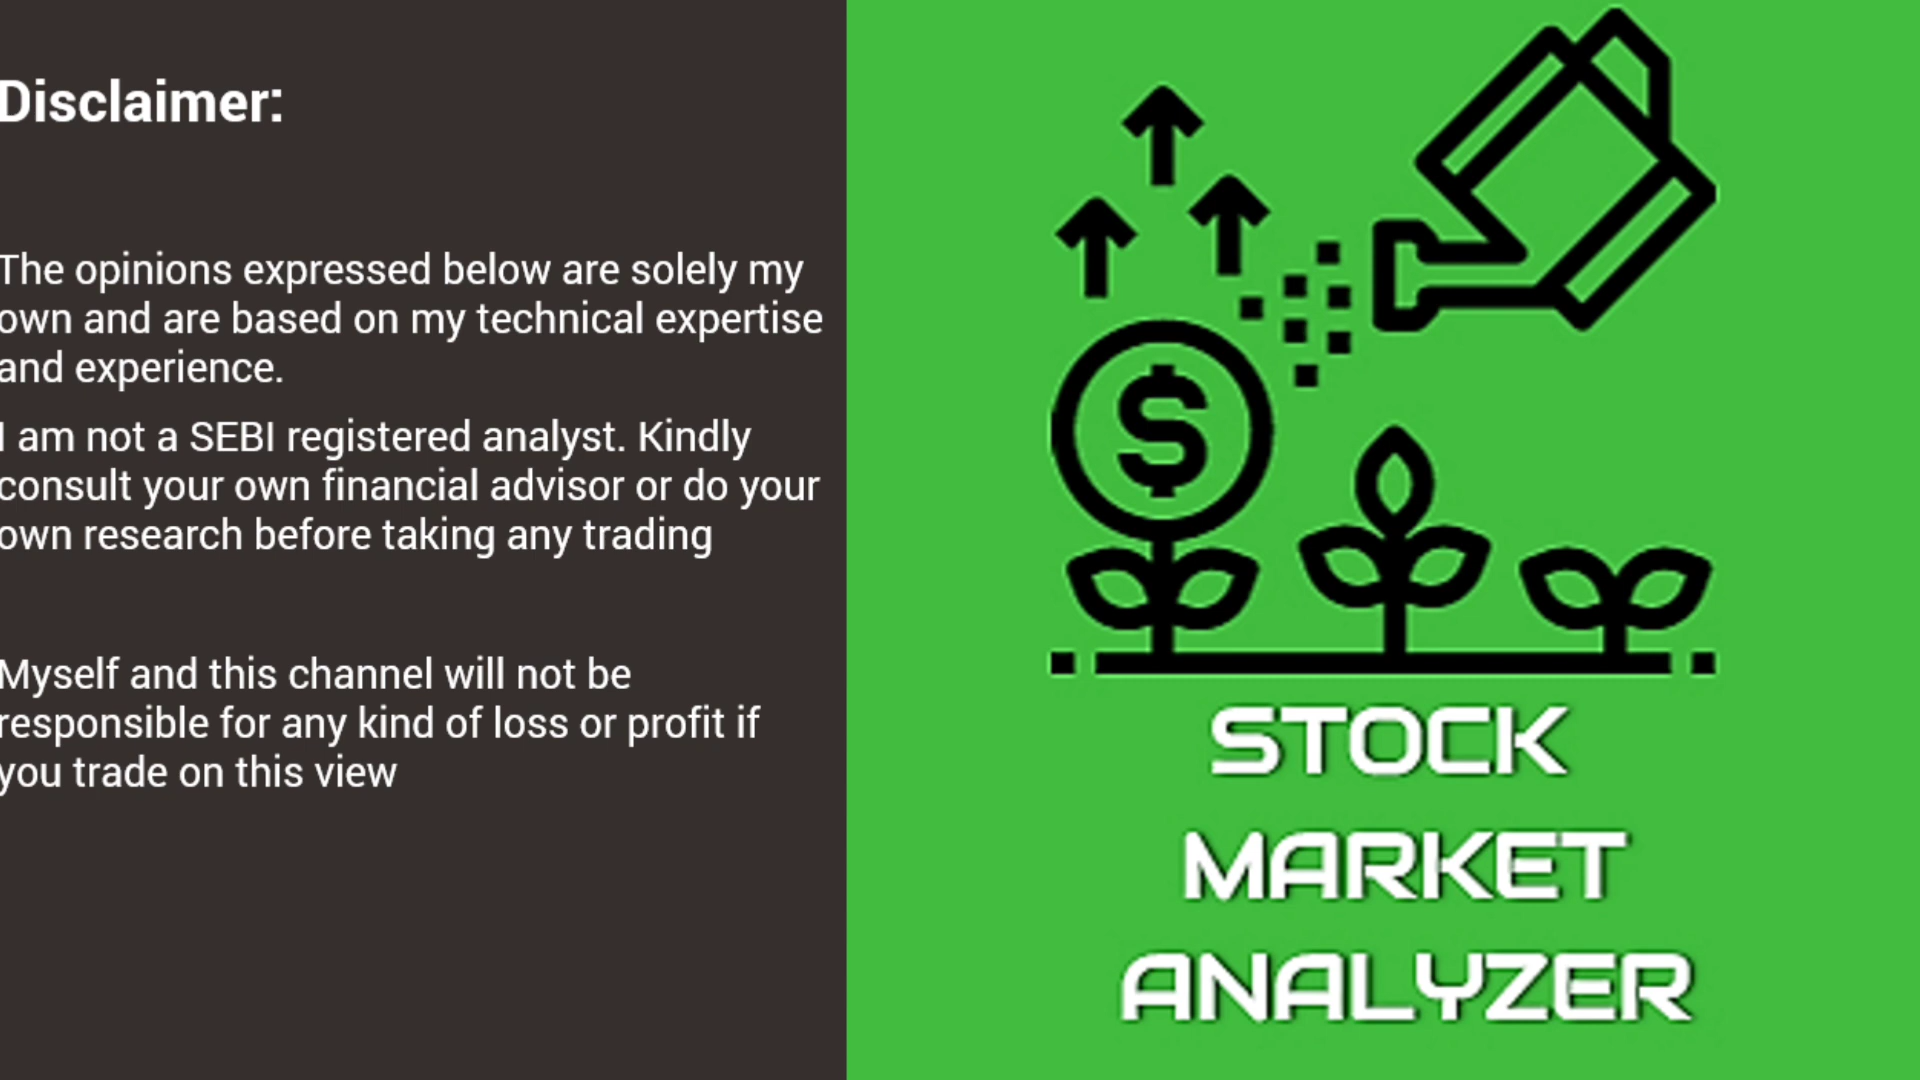 Disclaimer:
The opinions expressed below are solely my
own and are based on my technical expertise
and experience.
I am not a SEBI registered analyst. Kindly
consult your own financial advisor or do your
own research before taking any trading
Myself and this channel will not be
responsible for any kind of loss or profit if
you trade on this view
$
STOCK
MARKET
ANALYZER